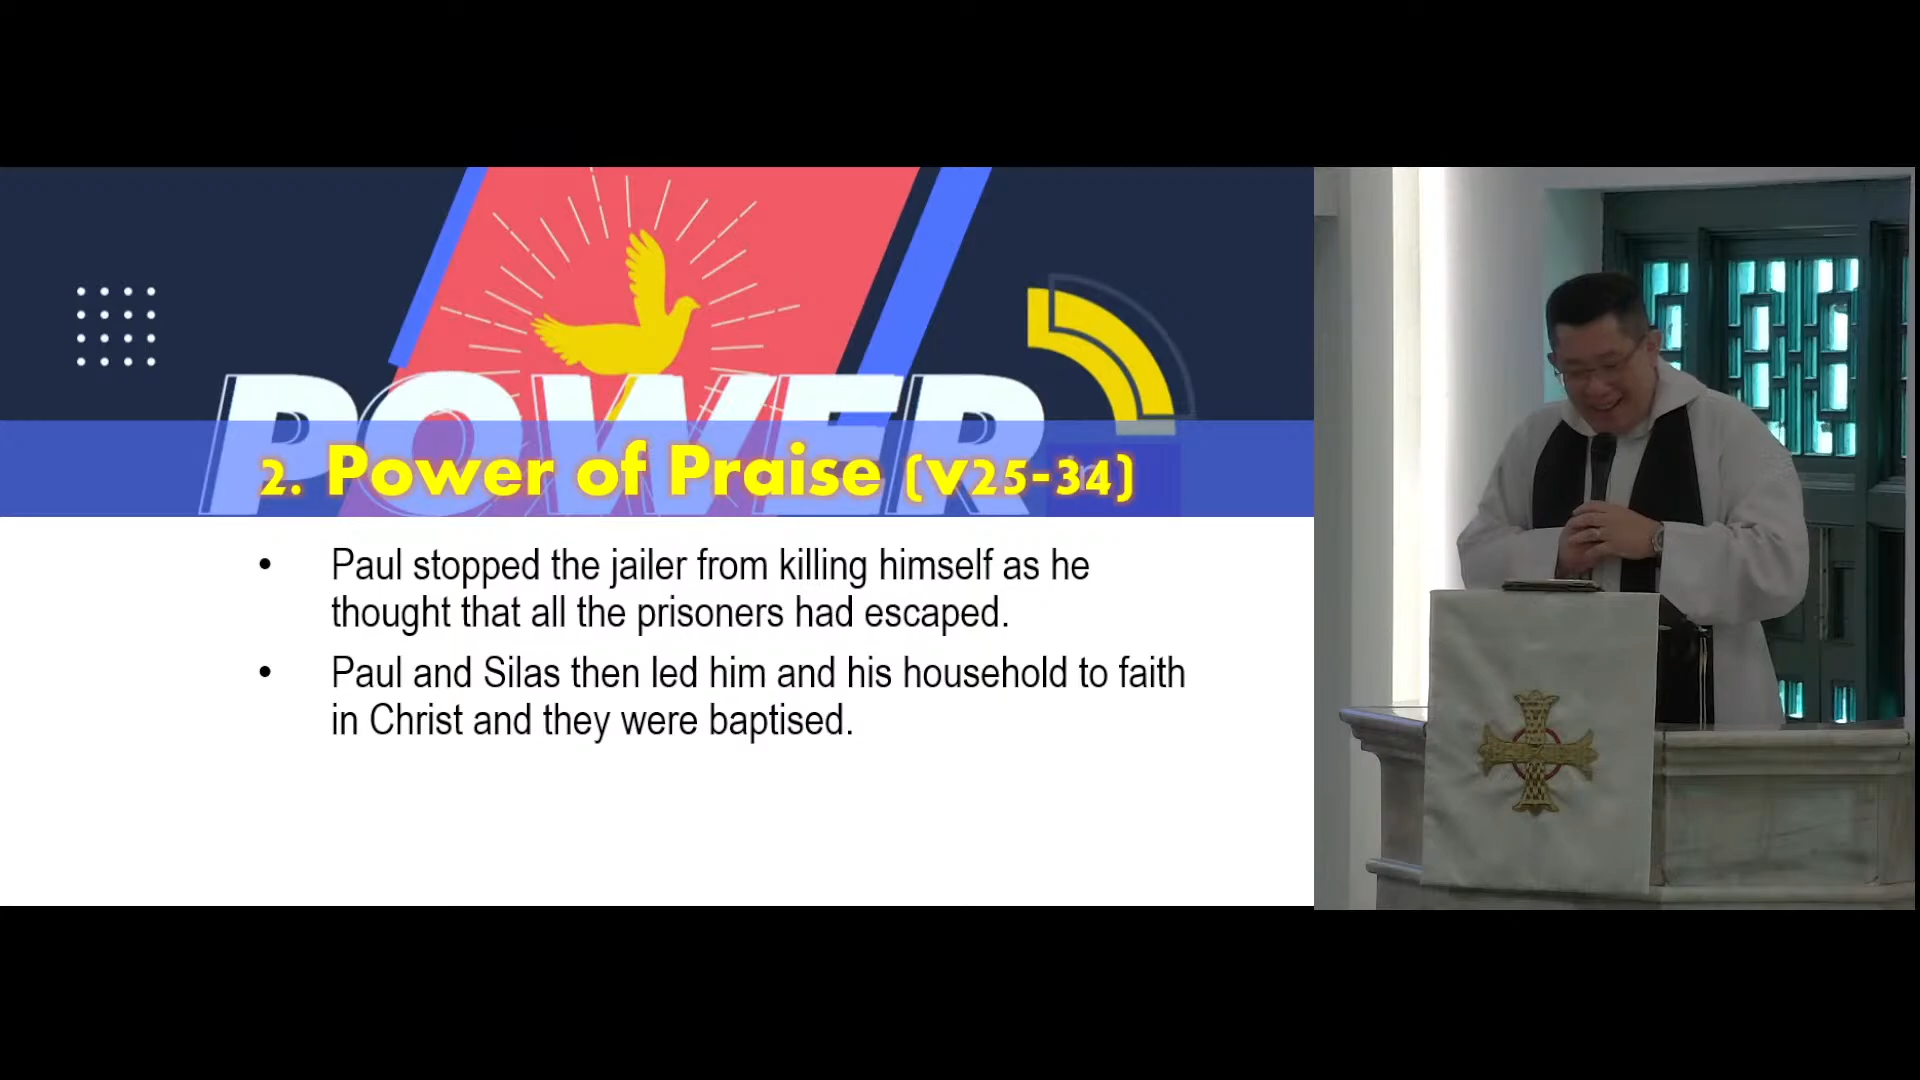 POWER
in
2. Power of Praise (v25-34)
• Paul stopped the jailer from killing himself as he
thought that all the prisoners had escaped.
• Paul and Silas then led him and his household to faith
in Christ and they were baptised.